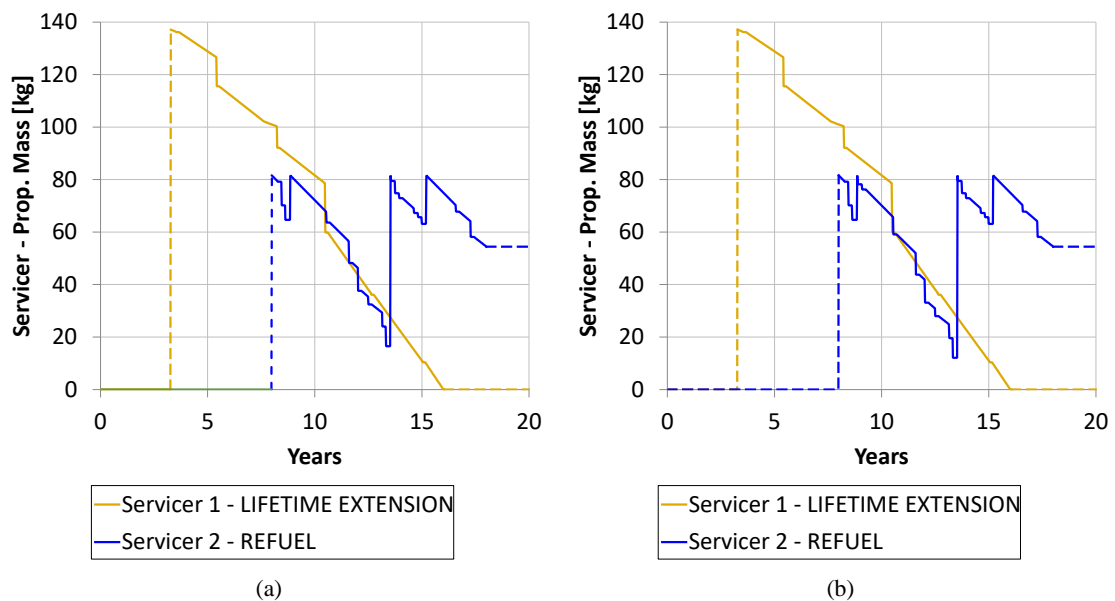 140
120
100
80
60
40
20
0
Servicer - Prop. Mass [kg]
0 5 10 15 20
Years
Servicer 1 - LIFETIME EXTENSION
Servicer 2 - REFUEL
(a)
140
120
100
80
60
40
20
0
Servicer - Prop. Mass [kg]
0 5 10 15 20
Years
Servicer 1 - LIFETIME EXTENSION
Servicer 2 - REFUEL
(b)